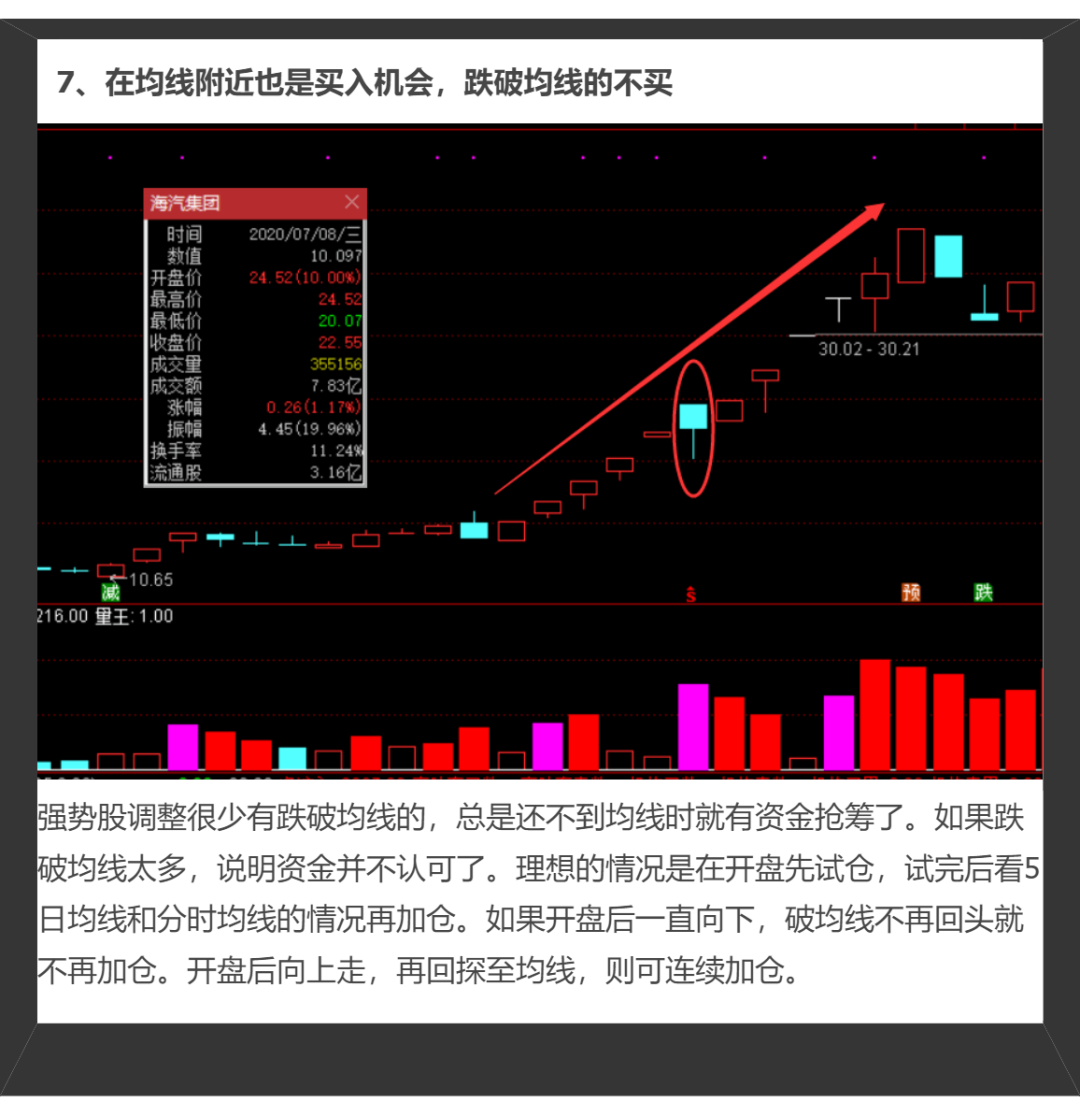 7、在均线附近也是买入机会，跌破均线的不买
海汽集团
时间 2020/07/08/三
数值 10.097
开盘价 24.52(10.00%)
最高价 24.52
最低价 20.07
收盘价 22.55
成交量 355156
成交额 7.83亿
涨幅 0.26(1.17%)
振幅 4.45(19.96%)
换手率 11.24%
流通股 3.16亿
30.02 - 30.21
10.65
减
S
预
跌
216.00 量王: 1.00
强势股调整很少有跌破均线的，总是还不到均线时就有资金抢筹了。如果跌
破均线太多，说明资金并不认可了。理想的情况是在开盘先试仓，试完后看5
日均线和分时均线的情况再加仓。如果开盘后一直向下，破均线不再回头就
不再加仓。开盘后向上走，再回探至均线，则可连续加仓。